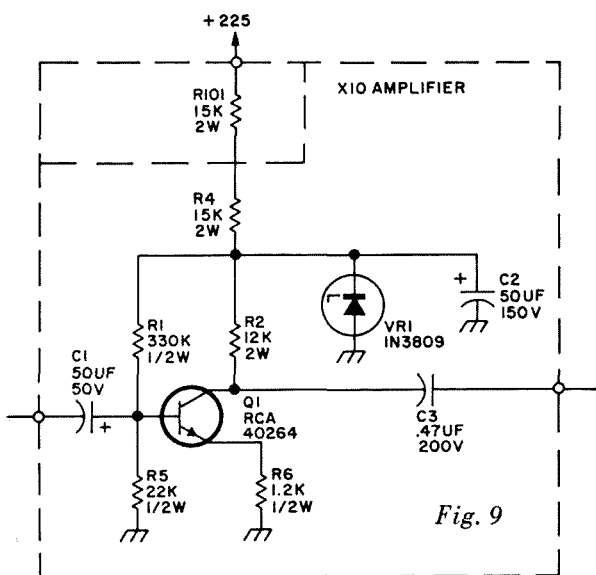 +225
X10 AMPLIFIER
R101
15K
2W
R4
15K
2W
R1
330K
1/2W
R2
12K
2W
VR1
1N3809
+
C2
50UF
150V
C1
50UF
50V
+
Q1
RCA
40264
C3
.47UF
200V
R5
22K
1/2W
R6
1.2K
1/2W
Fig. 9